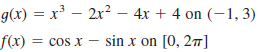 g(x) = x³ − 2x² − 4x + 4 on (−1, 3)
f(x) = cos x − sin x on [0, 2π]